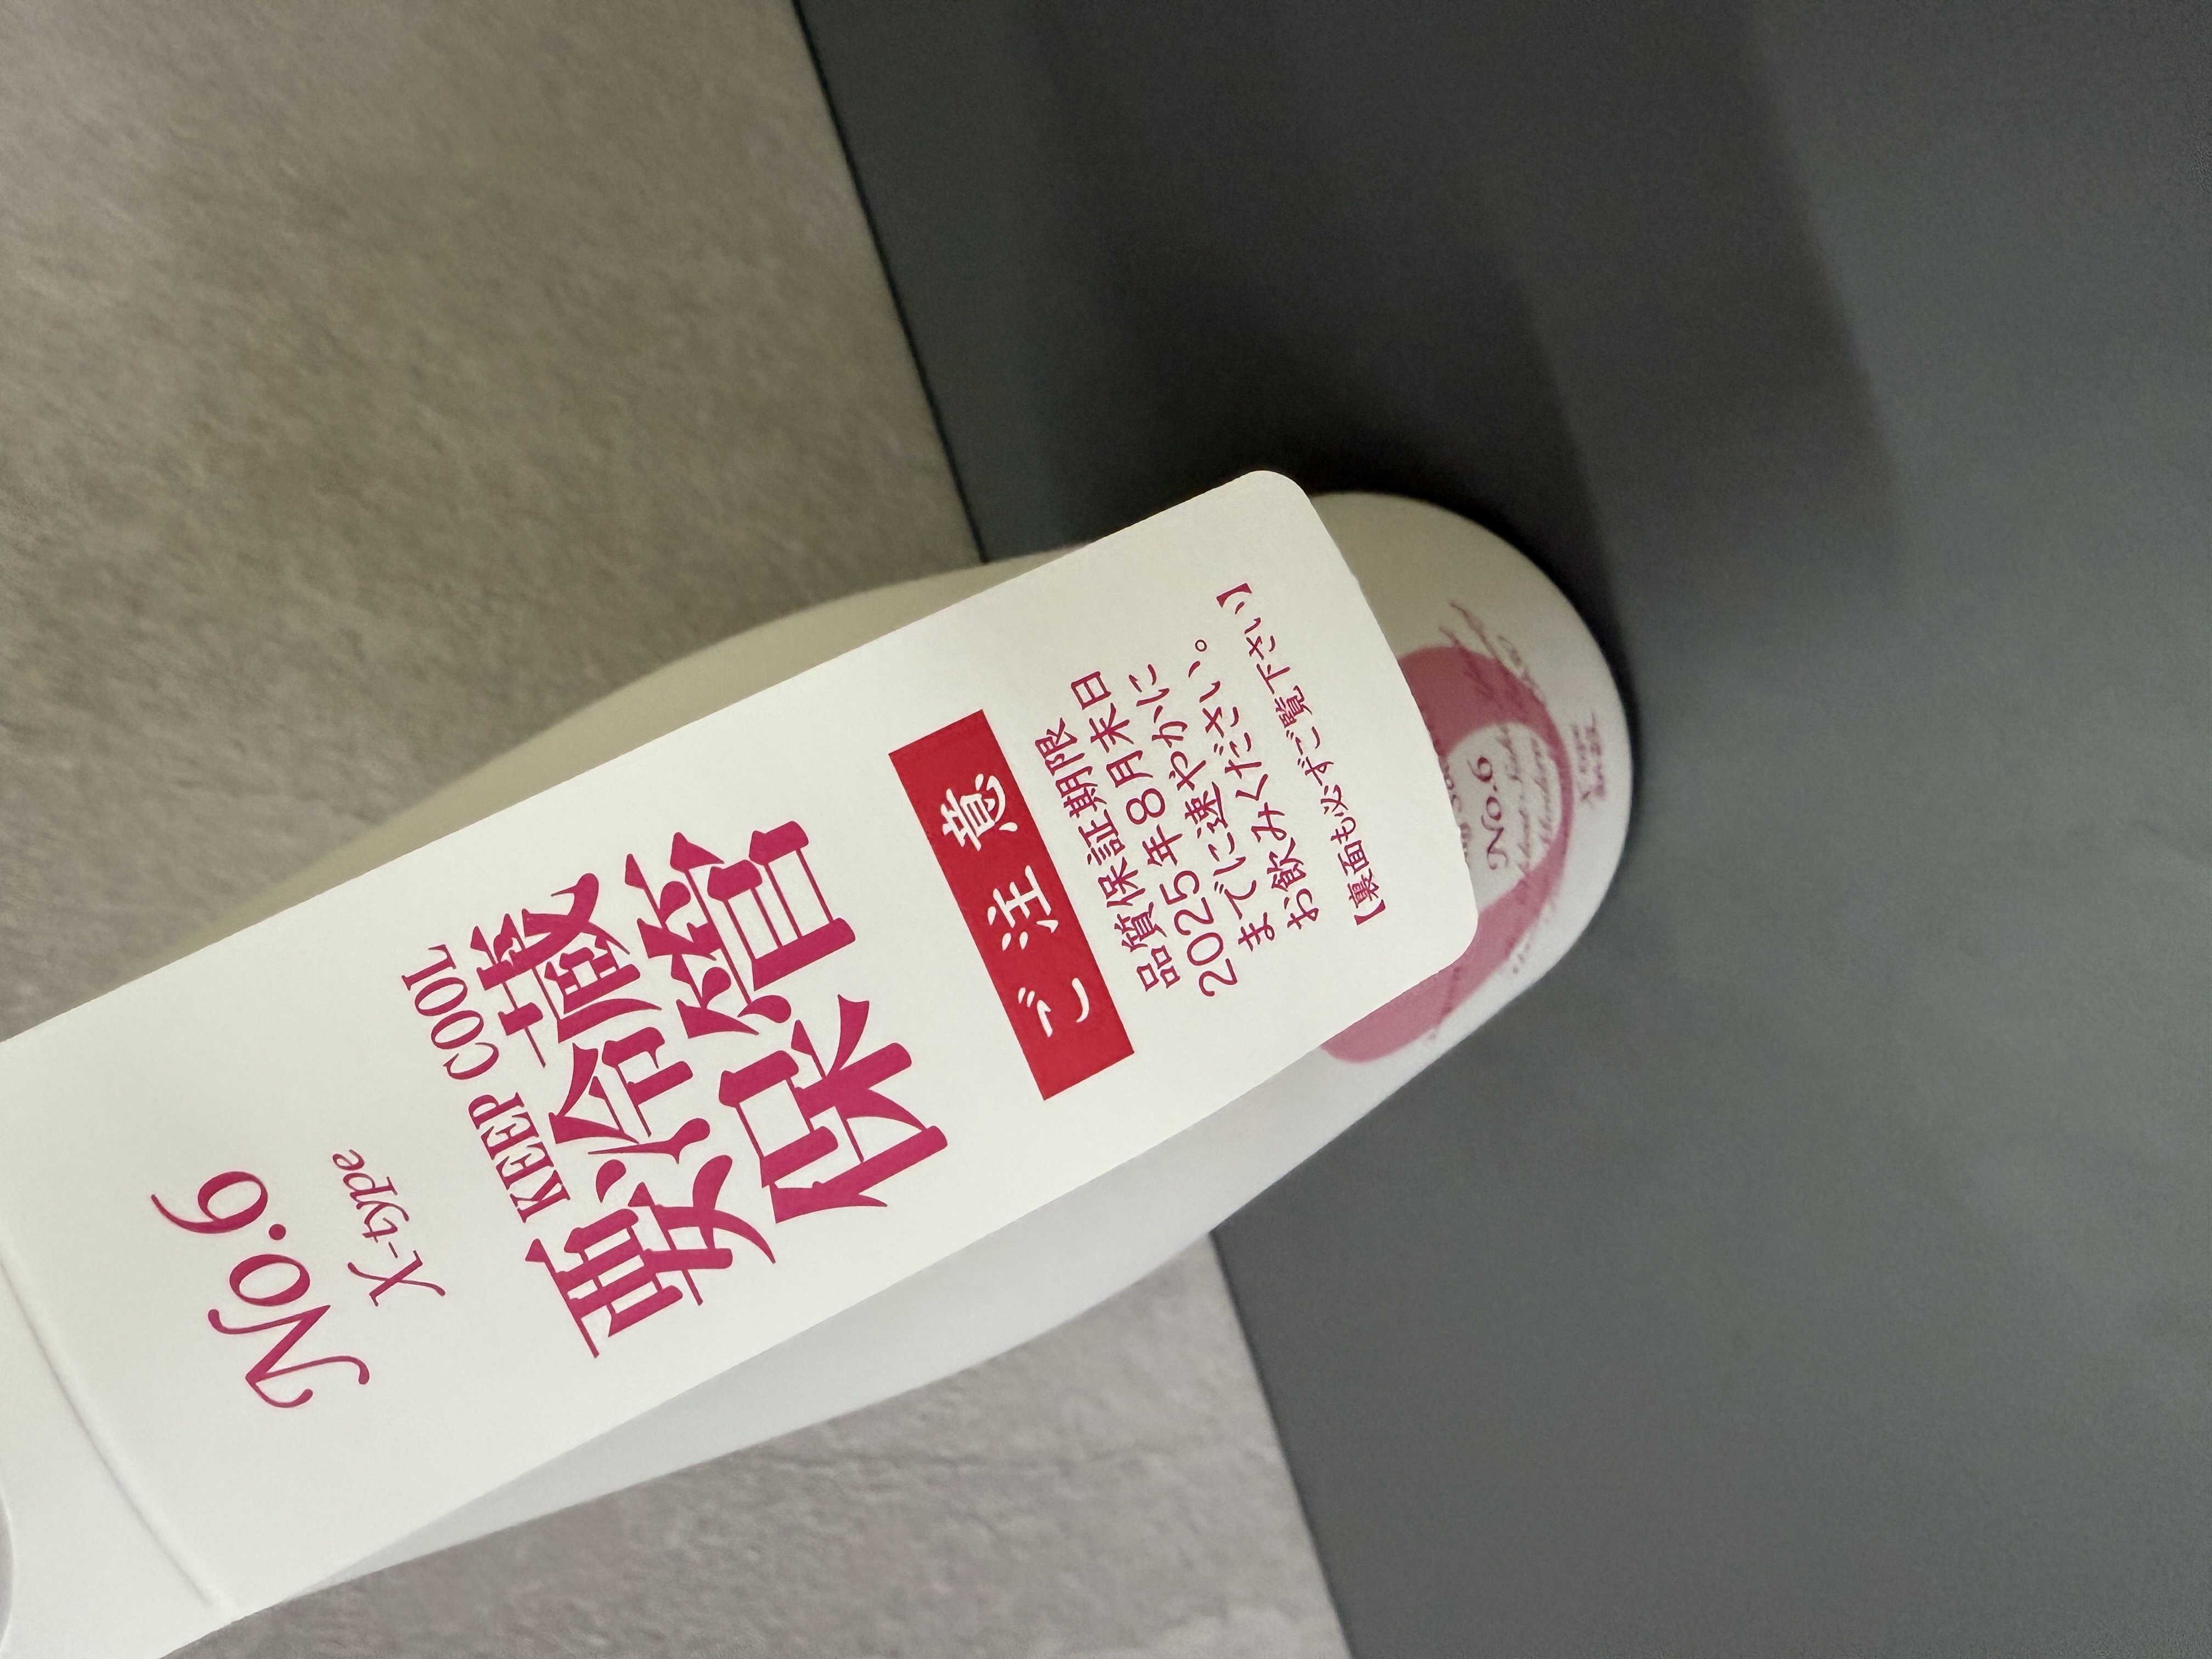 No.6
X-type
KEEP COOL
要冷蔵
保管
ご注意
品質保証期限
2025年8月末日
までに速やかに
お飲みください。
【裏面も必ずご覧下さい】
No.6